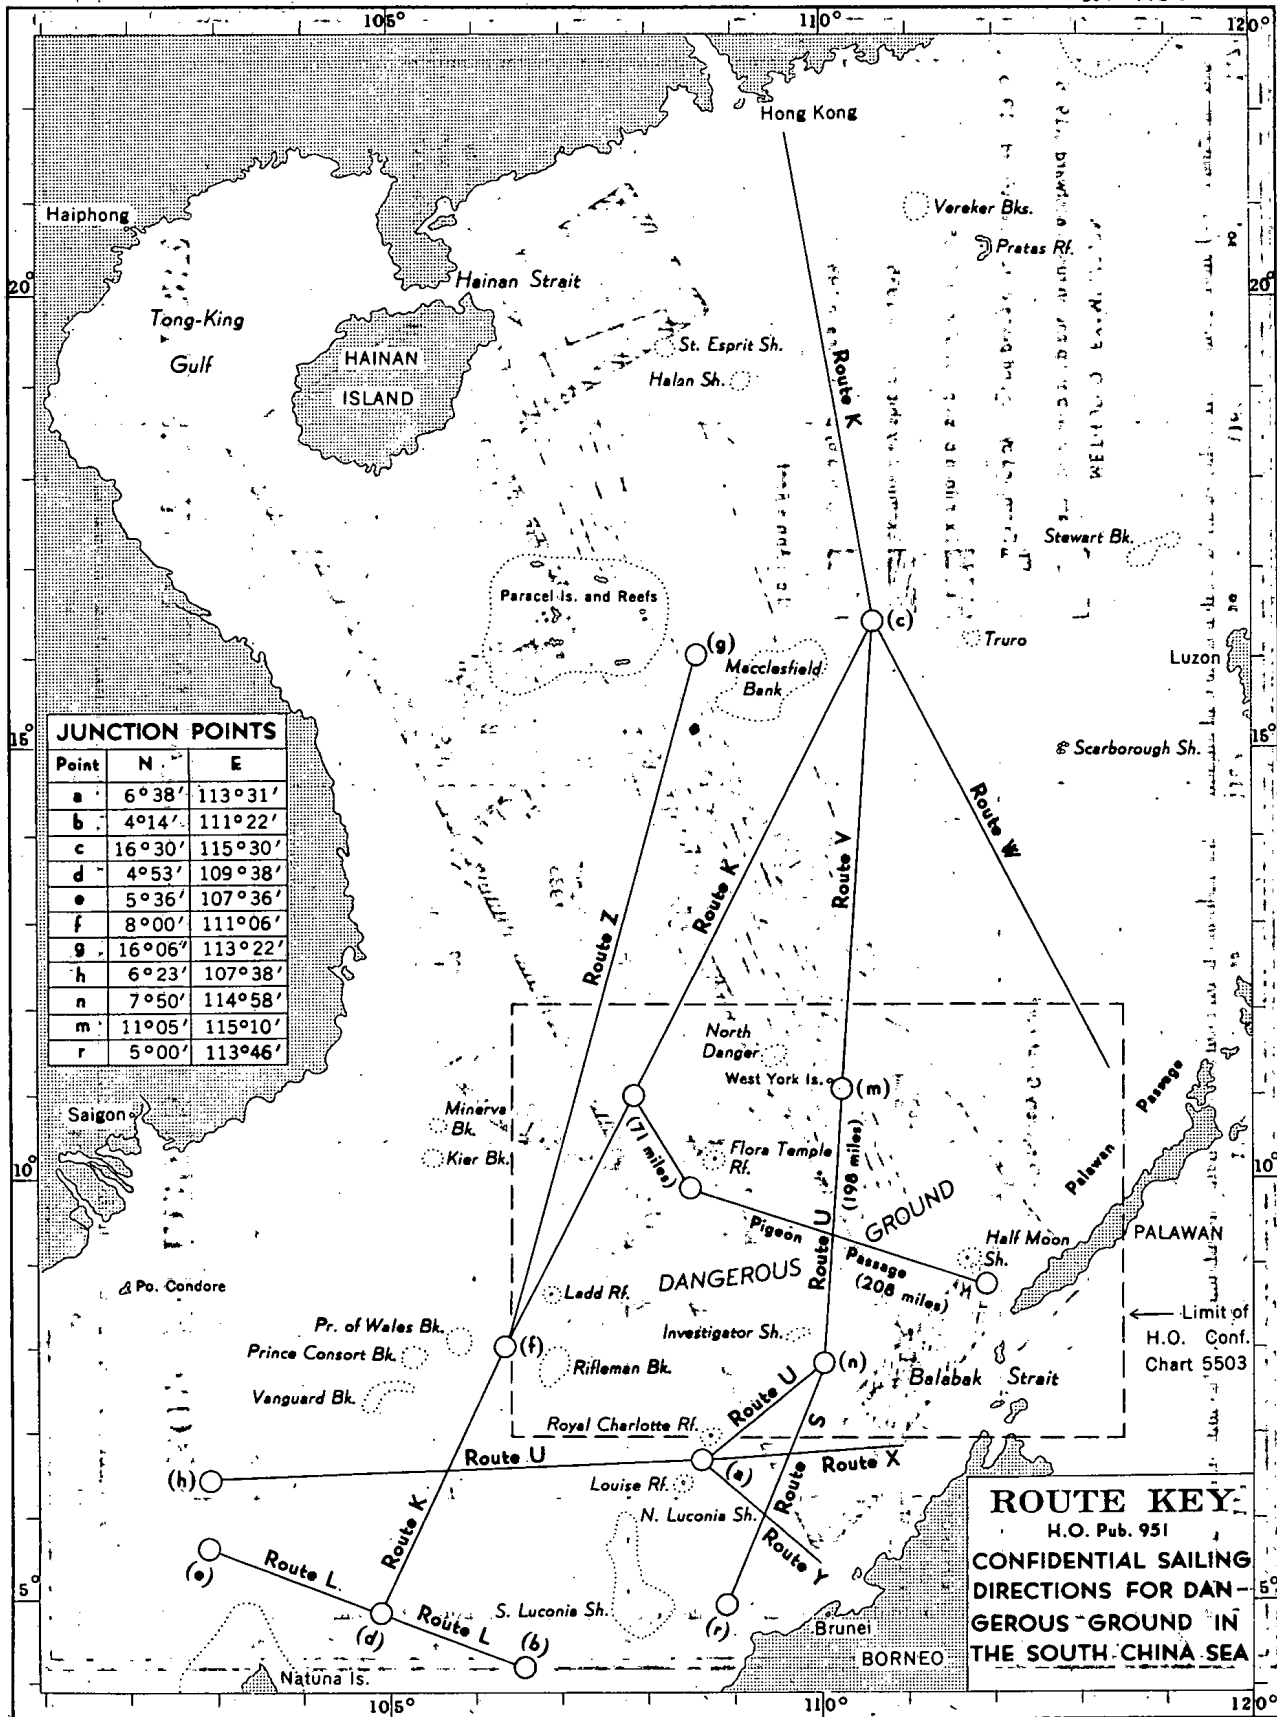 105°
110°
120°
Hong Kong
Haiphong
Vereker Bks.
Pratas Rf.
Hainan Strait
20°
20°
Tong-King
Gulf
HAINAN
ISLAND
St. Esprit Sh.
Halan Sh.
Route K
Stewart Bk.
Paracel Is. and Reefs
(c)
Truro
(g)
Macclesfield
Bank
Luzon
15°
15°
Scarborough Sh.
JUNCTION POINTS
Point N E
a 6°38' 113°31'
b 4°14' 111°22'
c 16°30' 115°30'
d 4°53' 109°38'
e 5°36' 107°36'
f 8°00' 111°06'
g 16°06' 113°22'
h 6°23' 107°38'
n 7°50' 114°58'
m 11°05' 115°10'
r 5°00' 113°46'
Route W
Route V
Route K
Route Z
North
Danger
West York Is.
(m)
Saigon
Minerva
Bk.
Kier Bk.
(71 miles)
Flora Temple
Rf.
(198 miles)
Palawan Passage
10°
10°
Pigeon
Passage
(208 miles)
Route U
DANGEROUS
GROUND
Half Moon
Sh.
PALAWAN
Po. Condore
Ladd Rf.
Limit of
H.O. Conf.
Chart 5503
Pr. of Wales Bk.
Prince Consort Bk.
Vanguard Bk.
(f)
Rifleman Bk.
Investigator Sh.
(n)
Balabak Strait
Royal Charlotte Rf.
Route U
Route S
(h)
Route U
(a)
Route X
Louise Rf.
N. Luconia Sh.
Route Y
Route K
(e)
Route L
(d)
Route L
(b)
S. Luconia Sh.
(r)
Brunei
BORNEO
5°
5°
Natuna Is.
ROUTE KEY
H.O. Pub. 951
CONFIDENTIAL SAILING
DIRECTIONS FOR DAN-
GEROUS GROUND IN
THE SOUTH CHINA SEA
105°
110°
120°